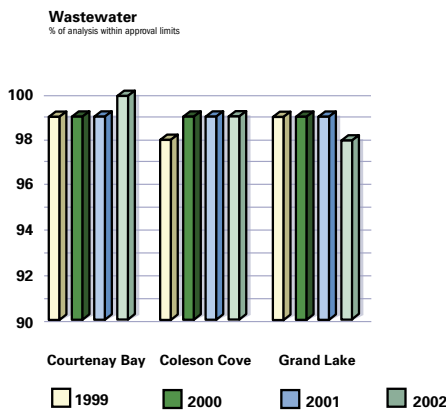 Wastewater
% of analysis within approval limits
100
98
96
94
92
90
Courtenay Bay Coleson Cove Grand Lake
1999 2000 2001 2002